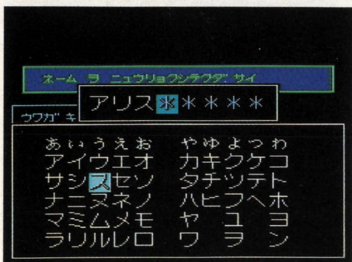 ネーム ヲ ニュウリョクシテクダサイ
アリス＊＊＊＊＊
ウワガキ
あいうえお やゆよつわ
アイウエオ カキクケコ
サシスセソ タチツテト
ナニヌネノ ハヒフヘホ
マミムメモ ヤ ユ ヨ
ラリルレロ ワ ヲ ン